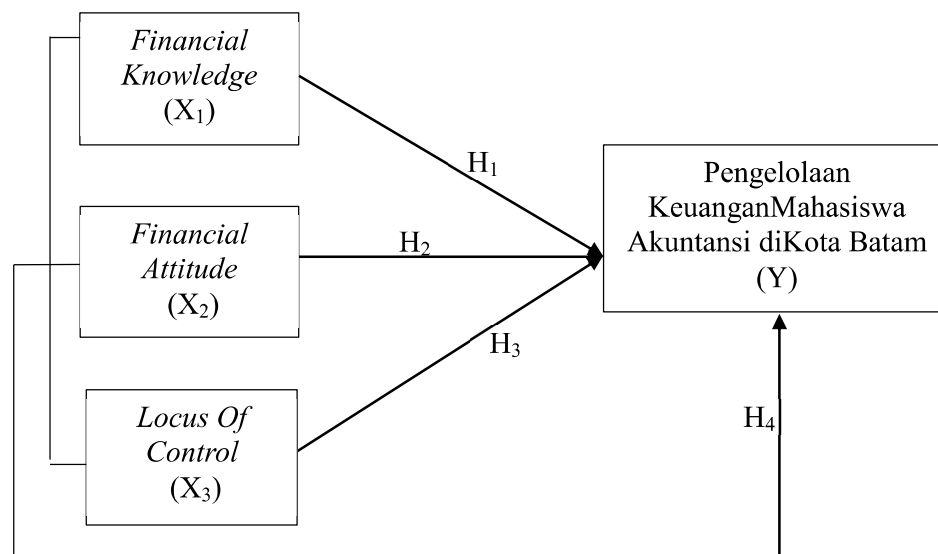 Financial
Knowledge
(X₁)
H₁
Pengelolaan
KeuanganMahasiswa
Akuntansi diKota Batam
(Y)
Financial
Attitude
(X₂)
H₂
H₃
Locus Of
Control
(X₃)
H₄